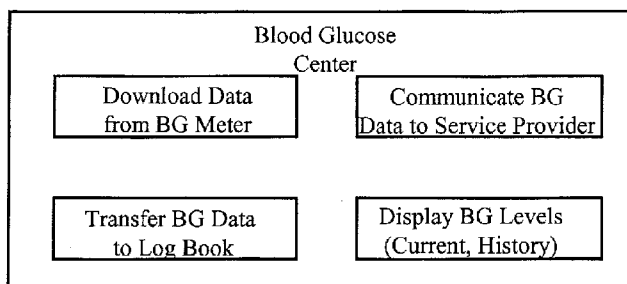 Blood Glucose
Center
Download Data
from BG Meter
Communicate BG
Data to Service Provider
Transfer BG Data
to Log Book
Display BG Levels
(Current, History)